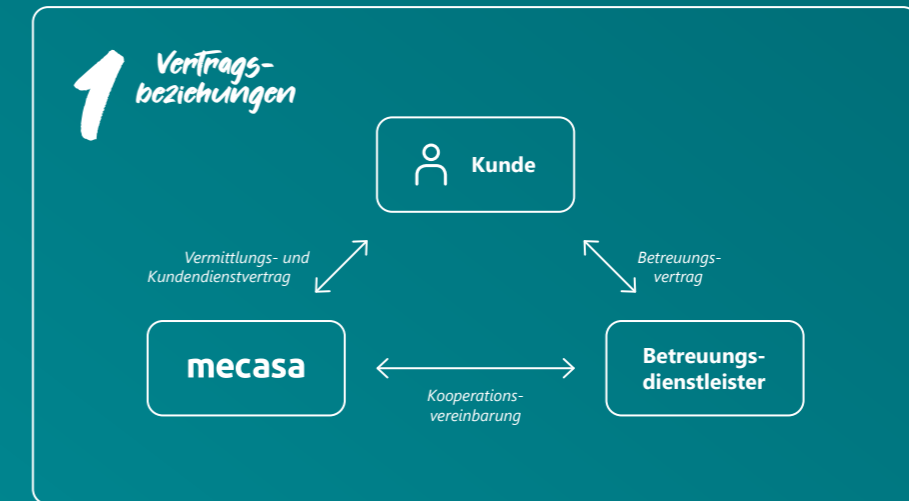 1
Vertrags-
beziehungen
Kunde
Vermittlungs- und
Kundendienstvertrag
Betreuungs-
vertrag
mecasa
Betreuungs-
dienstleister
Kooperations-
vereinbarung